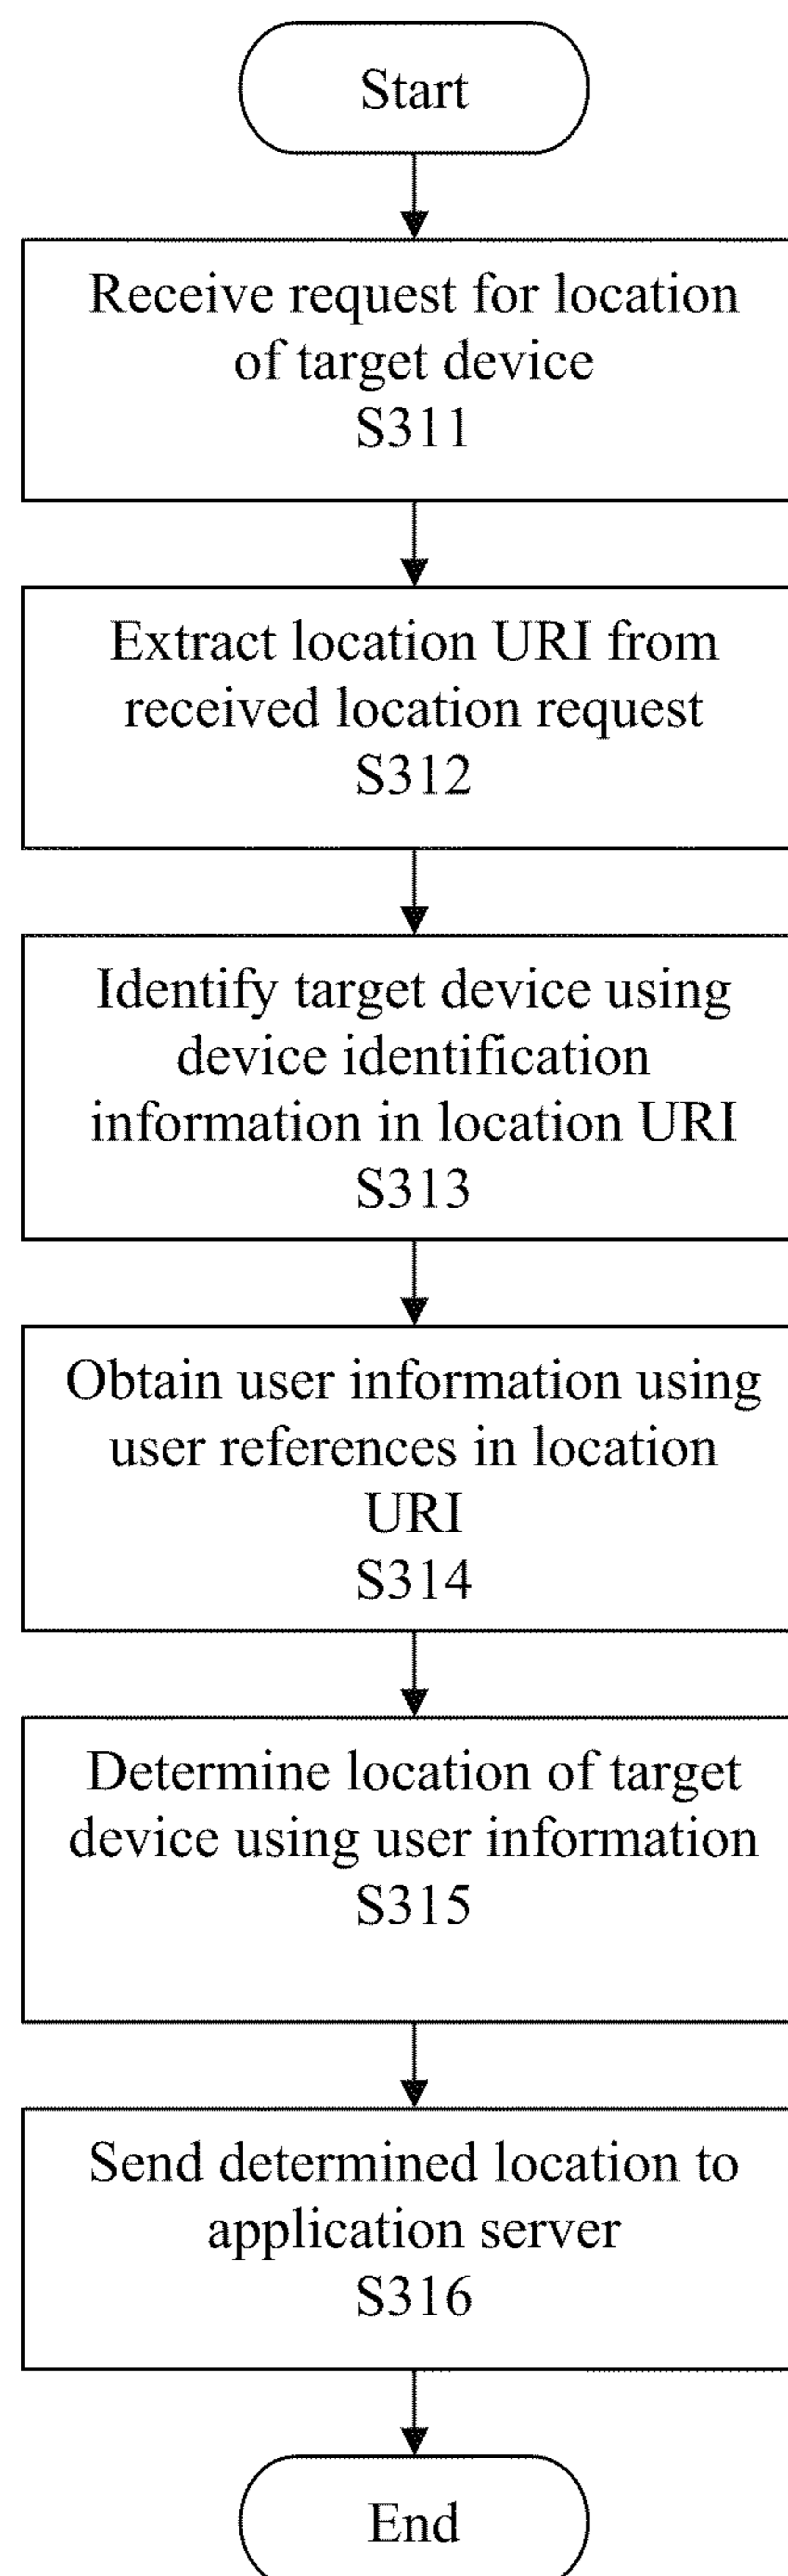 Start
Receive request for location
of target device
S311
Extract location URI from
received location request
S312
Identify target device using
device identification
information in location URI
S313
Obtain user information using
user references in location
URI
S314
Determine location of target
device using user information
S315
Send determined location to
application server
S316
End